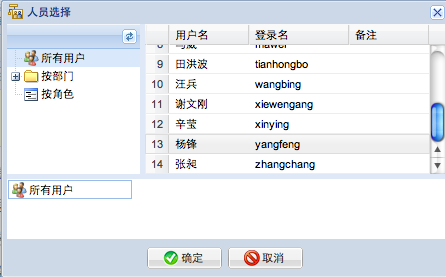 人员选择
所有用户
按部门
按角色
用户名 登录名 备注
8 马威 mawei
9 田洪波 tianhongbo
10 汪兵 wangbing
11 谢文刚 xiewengang
12 辛莹 xinying
13 杨锋 yangfeng
14 张昶 zhangchang
所有用户
确定 取消